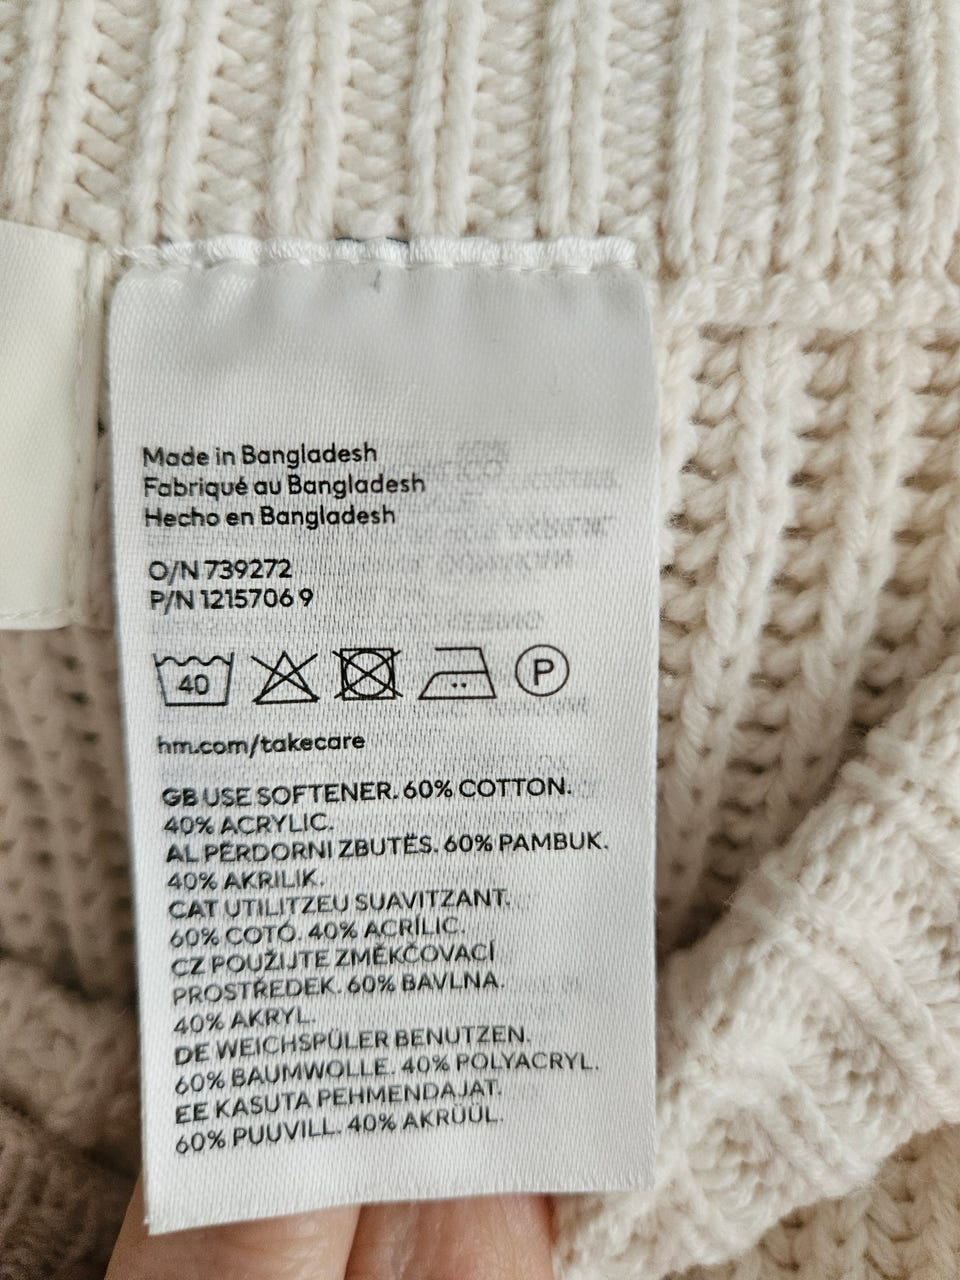 Made in Bangladesh
Fabriqué au Bangladesh
Hecho en Bangladesh
O/N 739272
P/N 1215706 9
40
P
hm.com/takecare
GB USE SOFTENER. 60% COTTON.
40% ACRYLIC.
AL PËRDORNI ZBUTËS. 60% PAMBUK.
40% AKRILIK.
CAT UTILITZEU SUAVITZANT.
60% COTÓ. 40% ACRÍLIC.
CZ POUŽIJTE ZMĚKČOVACÍ
PROSTŘEDEK. 60% BAVLNA.
40% AKRYL.
DE WEICHSPÜLER BENUTZEN.
60% BAUMWOLLE. 40% POLYACRYL.
EE KASUTA PEHMENDAJAT.
60% PUUVILL. 40% AKRÜÜL.